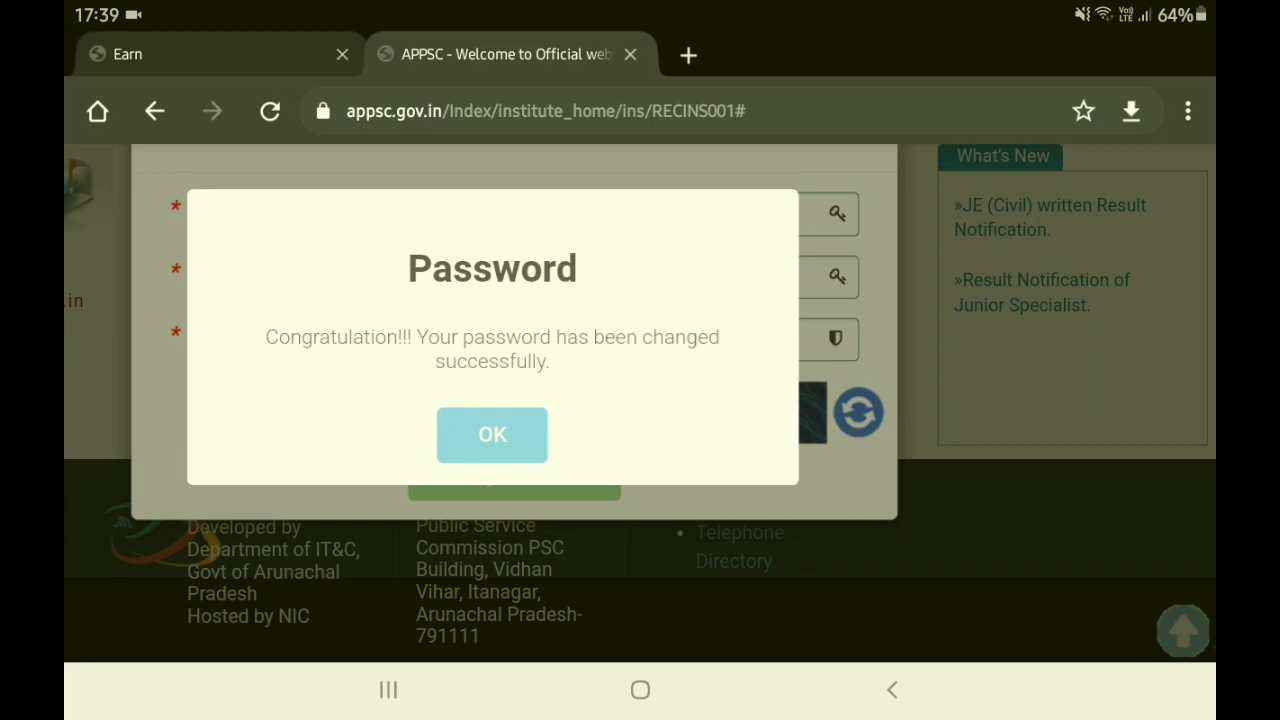 17:39
Vo)) LTE 64%
Earn
APPSC - Welcome to Official web
appsc.gov.in/Index/institute_home/ins/RECINS001#
What's New
*
»JE (Civil) written Result
Notification.
*
»Result Notification of
Junior Specialist.
.in
*
Password
Congratulation!!! Your password has been changed
successfully.
OK
Developed by
Department of IT&C,
Govt of Arunachal
Pradesh
Hosted by NIC
Public Service
Commission PSC
Building, Vidhan
Vihar, Itanagar,
Arunachal Pradesh-
791111
• Telephone
Directory